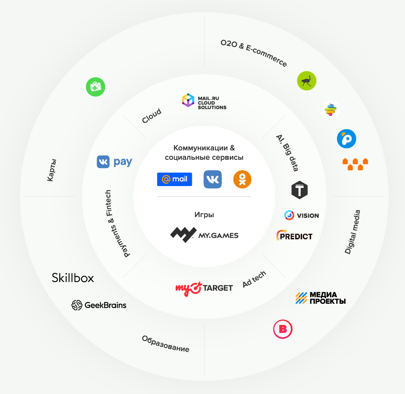 O2O & E-commerce
Cloud
MAIL.RU
CLOUD
SOLUTIONS
AI, Big data
Карты
pay
Коммуникации &
социальные сервисы
mail
Игры
MY.GAMES
VISION
PREDICT
Payments & Fintech
Digital media
Skillbox
GeekBrains
myTARGET
Ad tech
МЕДИА
ПРОЕКТЫ
B
Образование